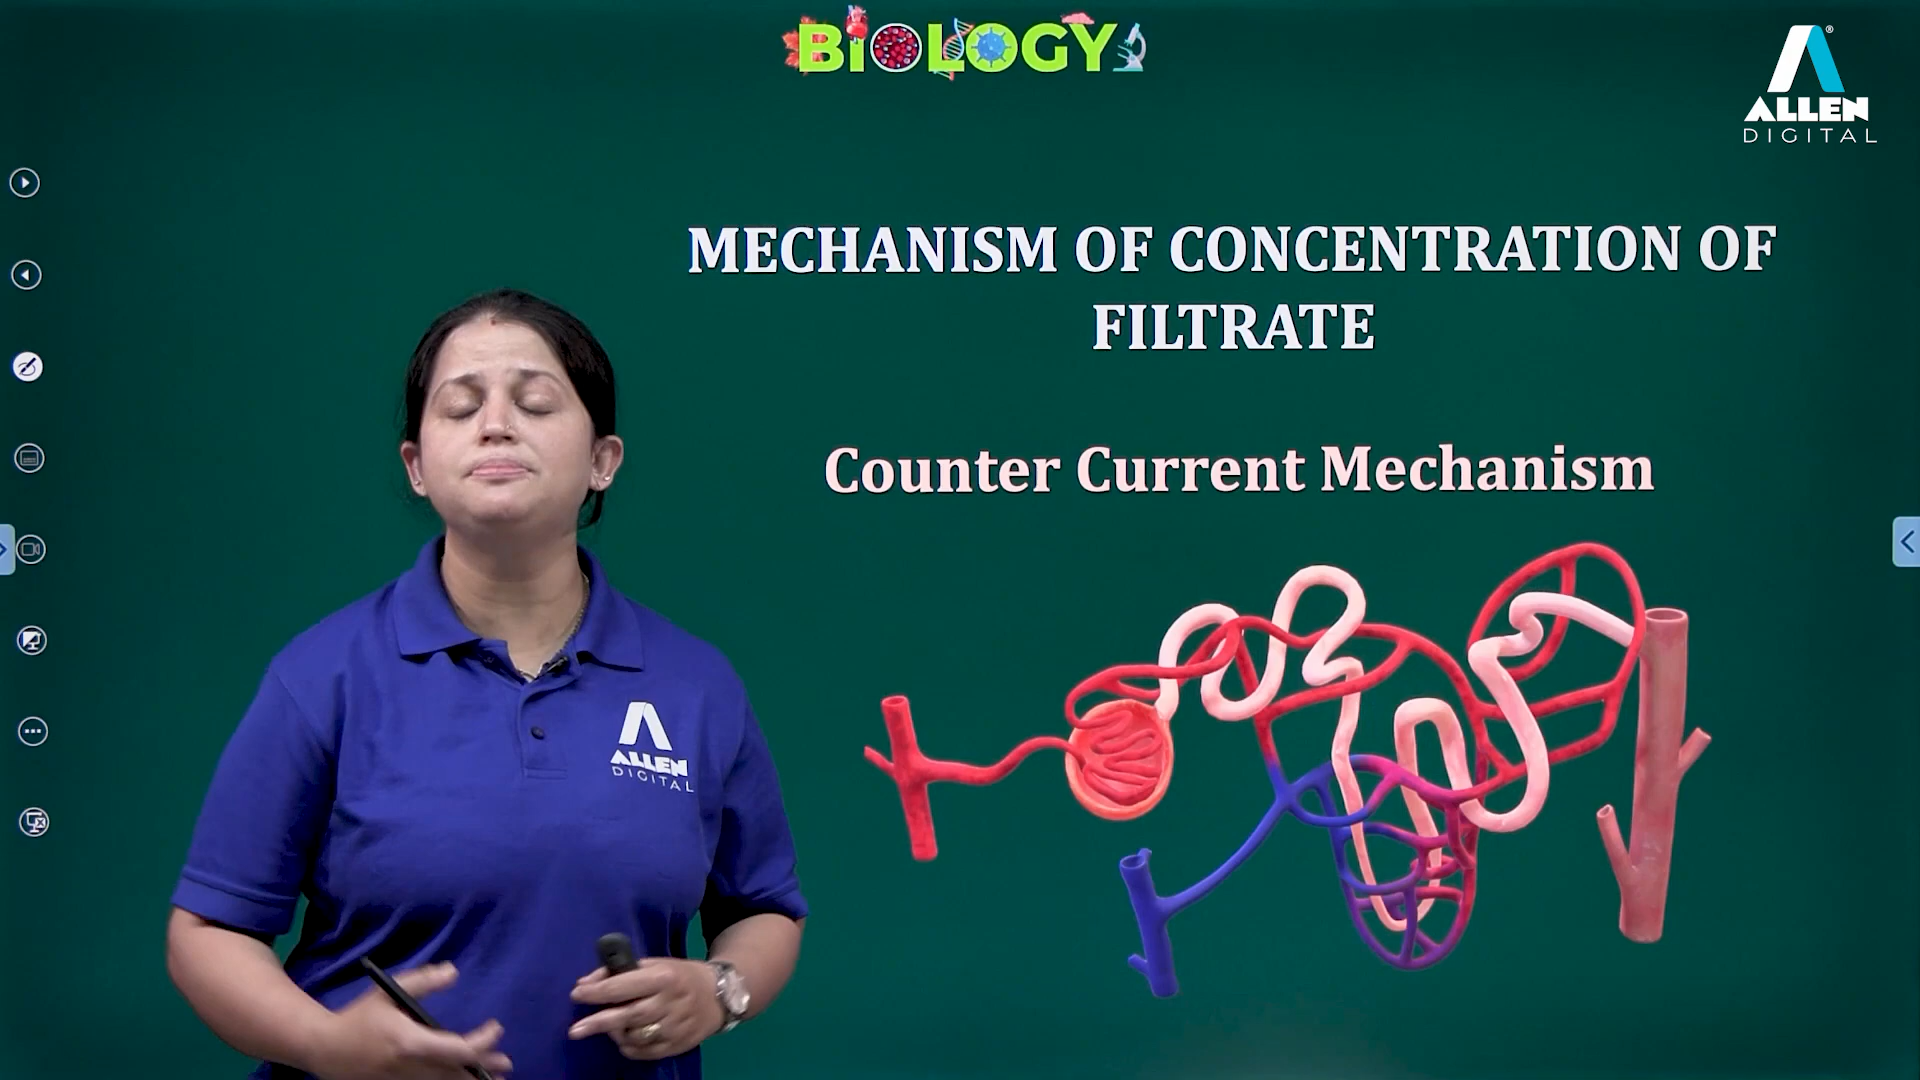 BIOLOGY
ALLEN
DIGITAL
MECHANISM OF CONCENTRATION OF
FILTRATE
Counter Current Mechanism
ALLEN
DIGITAL